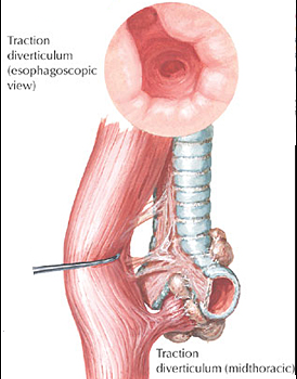 Traction
diverticulum
(esophagoscopic
view)
Traction
diverticulum (midthoracic)